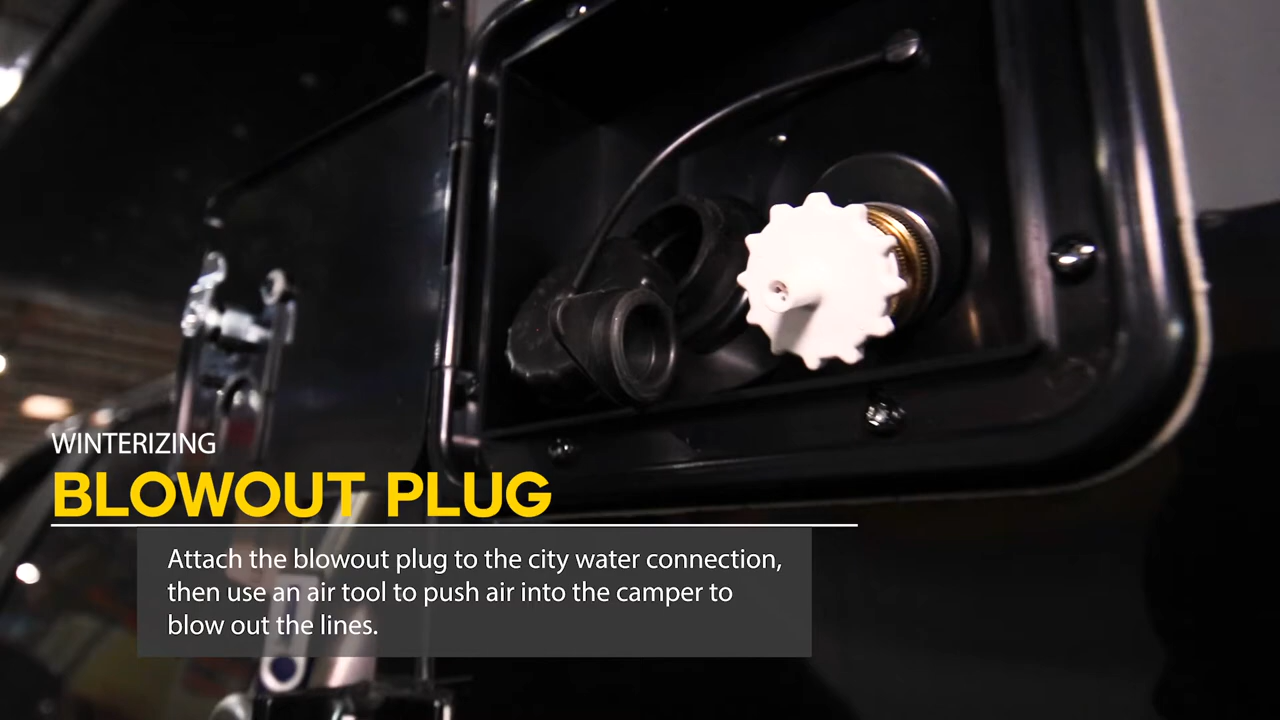 WINTERIZING
BLOWOUT PLUG
Attach the blowout plug to the city water connection,
then use an air tool to push air into the camper to
blow out the lines.